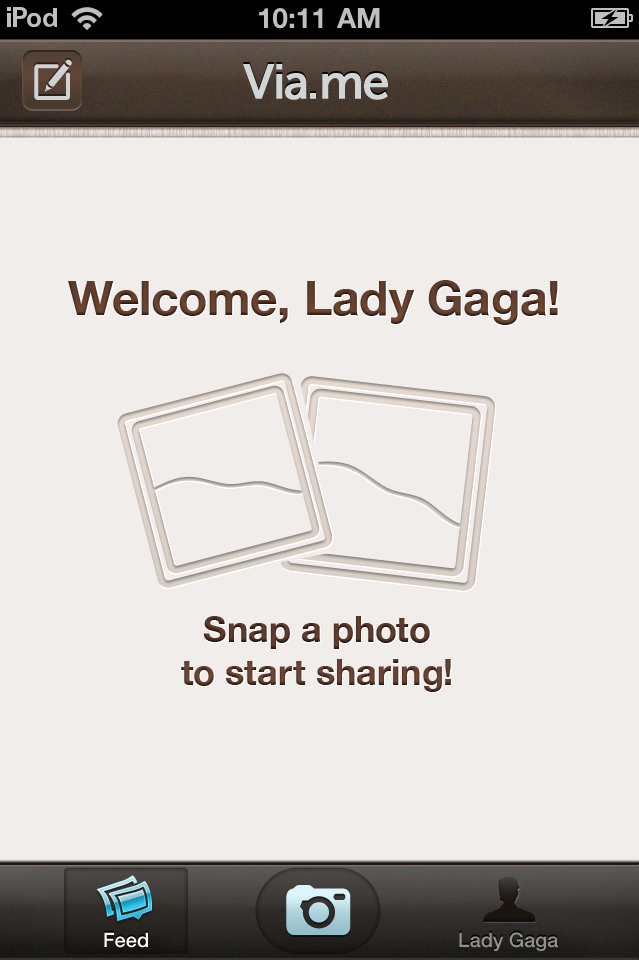 iPod 10:11 AM
Via.me
Welcome, Lady Gaga!
Snap a photo
to start sharing!
Feed Lady Gaga